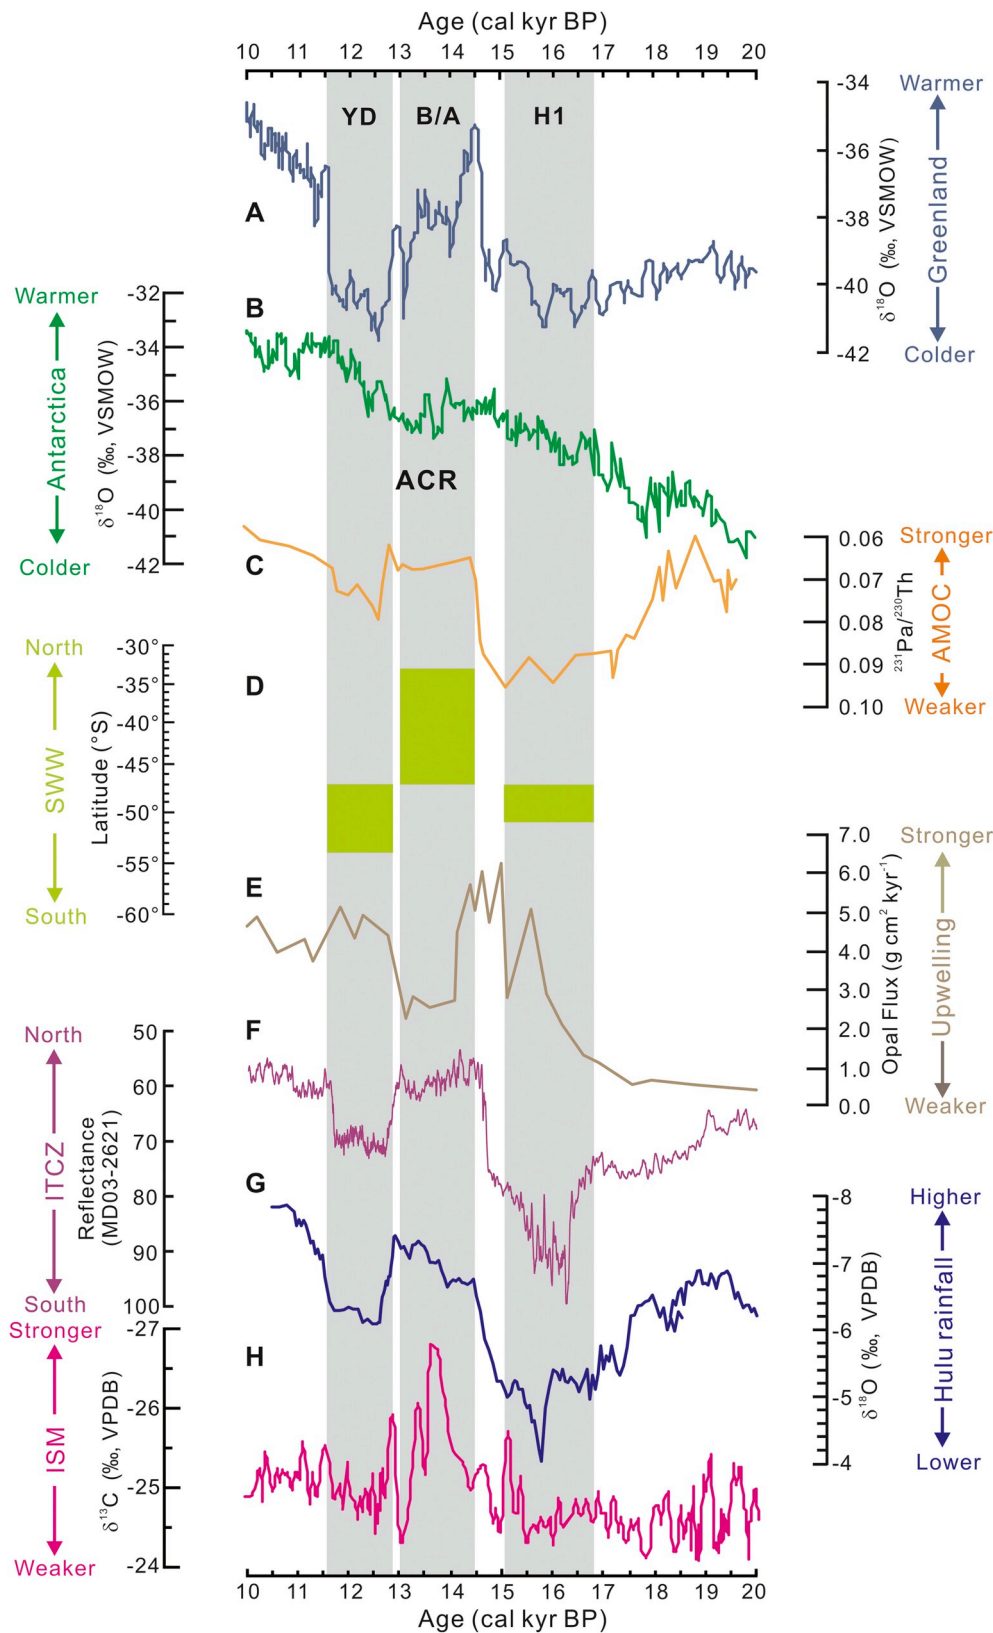 Age (cal kyr BP)
10 11 12 13 14 15 16 17 18 19 20
YD B/A H1
-34
-36
-38
-40
-42
δ¹⁸O (‰, VSMOW)
Warmer
Greenland
Colder
A
Warmer
Antarctica
Colder
δ¹⁸O (‰, VSMOW)
-32
-34
-36
-38
-40
-42
B
ACR
C
0.06
0.07
0.08
0.09
0.10
²³¹Pa/²³⁰Th
Stronger
AMOC
Weaker
North
SWW
South
Latitude (°S)
-30°
-35°
-40°
-45°
-50°
-55°
-60°
D
E
7.0
6.0
5.0
4.0
3.0
2.0
1.0
0.0
Opal Flux (g cm² kyr⁻¹)
Stronger
Upwelling
Weaker
North
ITCZ
South
Reflectance
(MD03-2621)
50
60
70
80
90
100
F
G
-8
-7
-6
-5
-4
δ¹⁸O (‰, VPDB)
Higher
Hulu rainfall
Lower
Stronger
ISM
Weaker
δ¹³C (‰, VPDB)
-27
-26
-25
-24
H
10 11 12 13 14 15 16 17 18 19 20
Age (cal kyr BP)